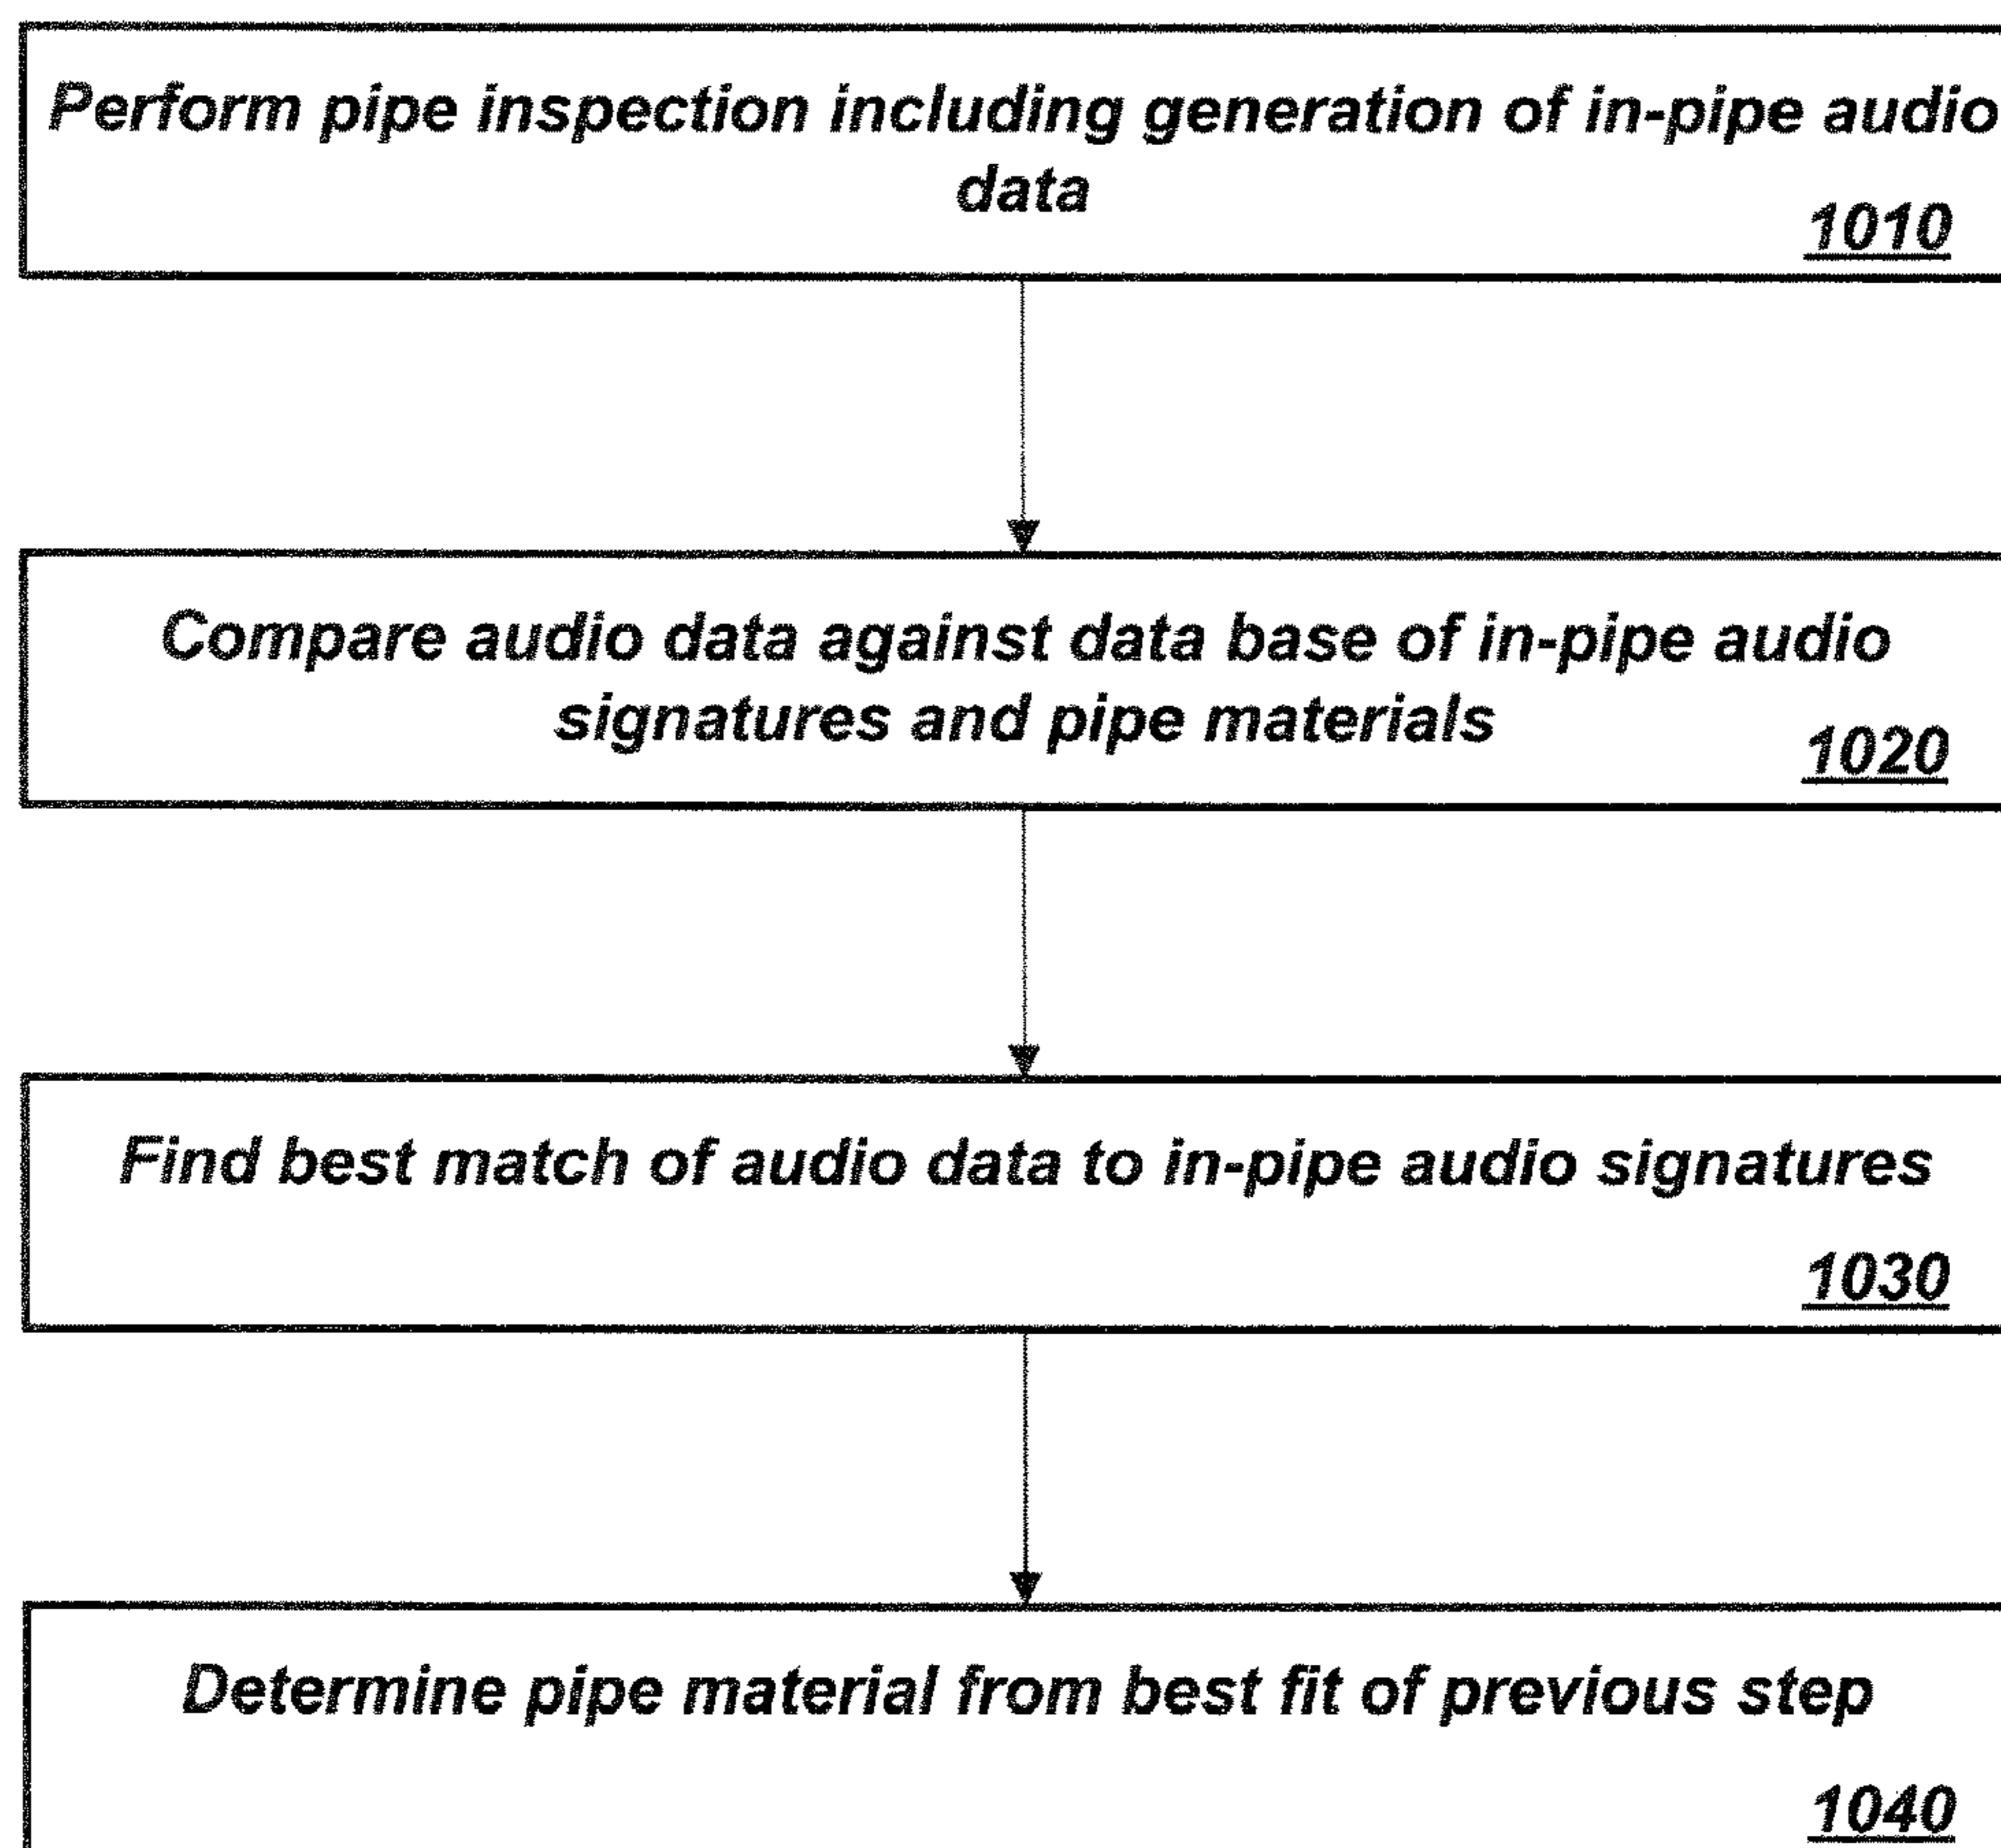 Perform pipe inspection including generation of in-pipe audio
data
1010
Compare audio data against data base of in-pipe audio
signatures and pipe materials
1020
Find best match of audio data to in-pipe audio signatures
1030
Determine pipe material from best fit of previous step
1040